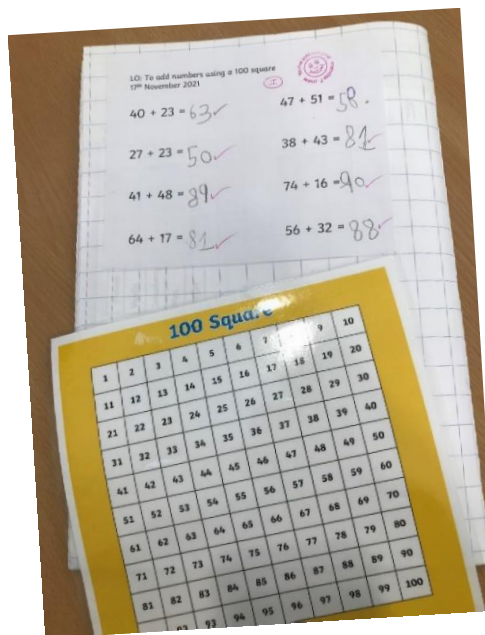 LO: To add numbers using a 100 square
17th November 2021
40 + 23 = 63
27 + 23 = 50
41 + 48 = 89
64 + 17 = 81
47 + 51 = 58.
38 + 43 = 81
74 + 16 = 90
56 + 32 = 88
100 Square
1 2 3 4 5 6 7 9 10
11 12 13 14 15 16 17 18 19 20
21 22 23 24 25 26 27 28 29 30
31 32 33 34 35 36 37 38 39 40
41 42 43 44 45 46 47 48 49 50
51 52 53 54 55 56 57 58 59 60
61 62 63 64 65 66 67 68 69 70
71 72 73 74 75 76 77 78 79 80
81 82 83 84 85 86 87 88 89 90
93 94 95 96 97 98 99 100